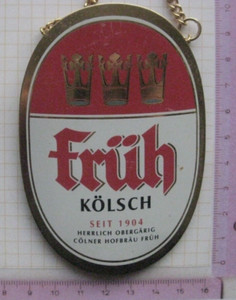 früh
KÖLSCH
SEIT 1904
HERRLICH OBERGÄRIG
CÖLNER HOFBRÄU FRÜH